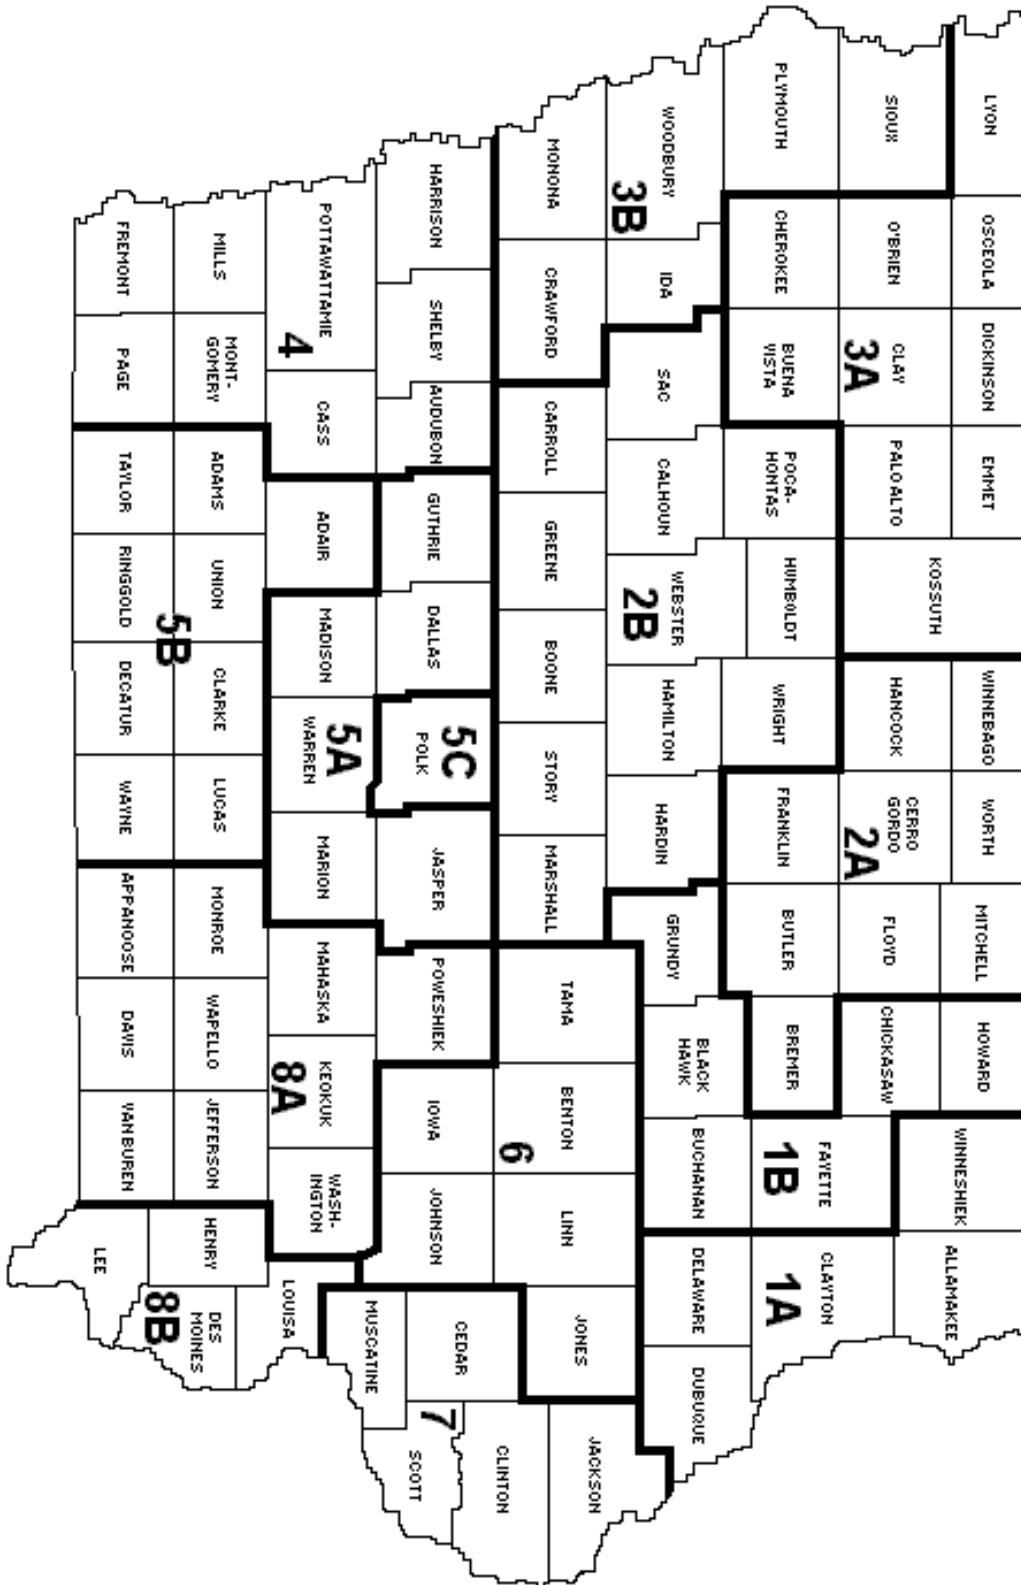 LYON
OSCEOLA
DICKINSON
EMMET
KOSSUTH
WINNEBAGO
WORTH
MITCHELL
HOWARD
WINNESHIEK
ALLAMAKEE
SIOUX
O'BRIEN
CLAY
3A
PALO ALTO
HANCOCK
CERRO
GORDO
2A
FLOYD
CHICKASAW
PLYMOUTH
CHEROKEE
BUENA
VISTA
POCA-
HONTAS
HUMBOLDT
WRIGHT
FRANKLIN
BUTLER
BREMER
FAYETTE
1B
CLAYTON
1A
WOODBURY
3B
IDA
SAC
CALHOUN
WEBSTER
2B
HAMILTON
HARDIN
GRUNDY
BLACK
HAWK
BUCHANAN
DELAWARE
DUBUQUE
MONONA
CRAWFORD
CARROLL
GREENE
BOONE
STORY
MARSHALL
TAMA
BENTON
6
LINN
JONES
JACKSON
HARRISON
SHELBY
AUDUBON
GUTHRIE
DALLAS
5C
POLK
JASPER
POWESHIEK
IOWA
JOHNSON
CEDAR
CLINTON
7
SCOTT
MUSCATINE
POTTAWATTAMIE
4
CASS
ADAIR
MADISON
5A
WARREN
MARION
MAHASKA
KEOKUK
8A
WASH-
INGTON
LOUISA
MILLS
MONT-
GOMERY
ADAMS
UNION
CLARKE
LUCAS
MONROE
WAPELLO
JEFFERSON
HENRY
DES
MOINES
8B
5B
FREMONT
PAGE
TAYLOR
RINGGOLD
DECATUR
WAYNE
APPANOOSE
DAVIS
VAN BUREN
LEE